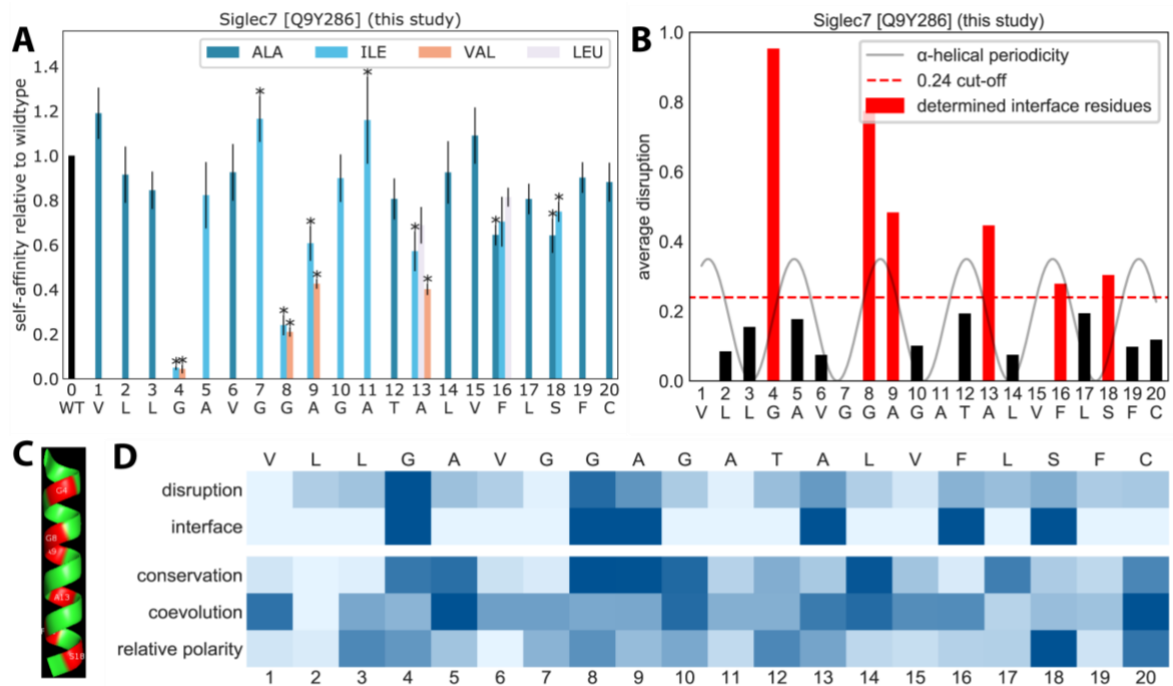 A
Siglec7 [Q9Y286] (this study)
ALA ILE VAL LEU
self-affinity relative to wildtype
1.4
1.2
1.0
0.8
0.6
0.4
0.2
0.0
* * * * * * * * * * * *
0 1 2 3 4 5 6 7 8 9 10 11 12 13 14 15 16 17 18 19 20
WT V L L G A V G G A G A T A L V F L S F C
B
Siglec7 [Q9Y286] (this study)
α-helical periodicity
0.24 cut-off
determined interface residues
average disruption
1.0
0.8
0.6
0.4
0.2
0.0
1 2 3 4 5 6 7 8 9 10 11 12 13 14 15 16 17 18 19 20
V L L G A V G G A G A T A L V F L S F C
C
G4
G8
A9
A13
S18
D
V L L G A V G G A G A T A L V F L S F C
disruption
interface
conservation
coevolution
relative polarity
1 2 3 4 5 6 7 8 9 10 11 12 13 14 15 16 17 18 19 20